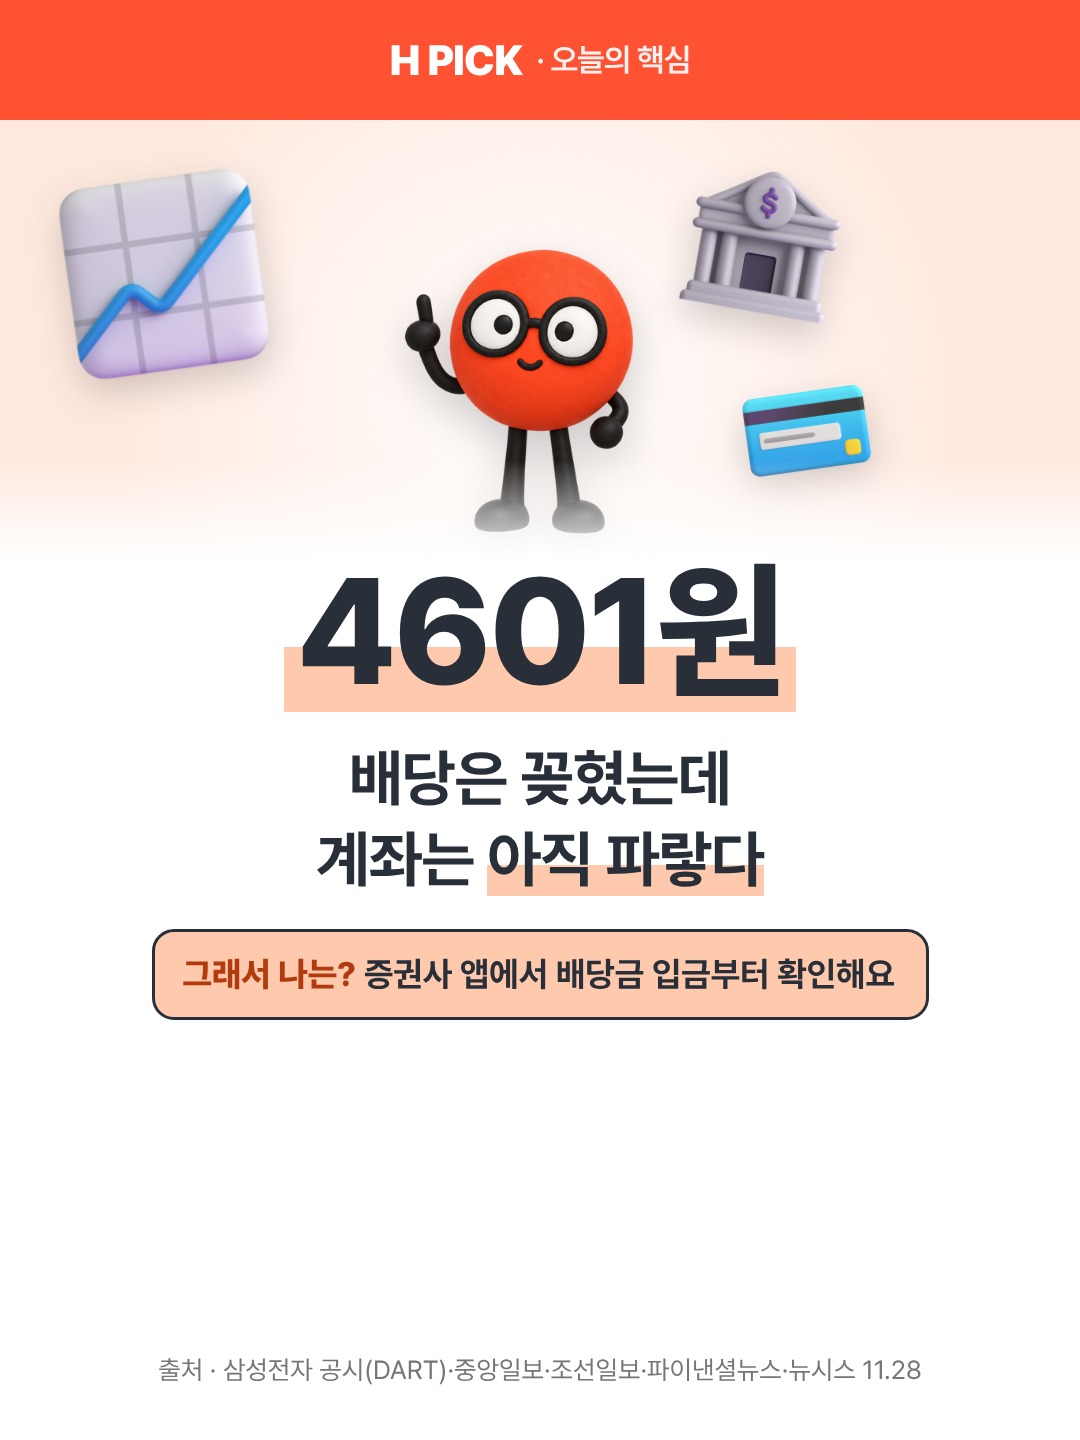 H PICK · 오늘의 핵심
$
4601원
배당은 꽂혔는데
계좌는 아직 파랗다
그래서 나는? 증권사 앱에서 배당금 입금부터 확인해요
출처 · 삼성전자 공시(DART)·중앙일보·조선일보·파이낸셜뉴스·뉴시스 11.28